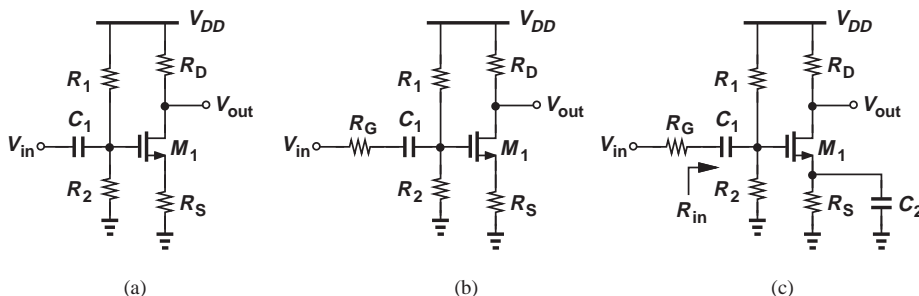 V_DD
R_1
R_D
V_out
V_in
C_1
M_1
R_2
R_S
(a)
V_DD
R_1
R_D
V_out
V_in
R_G
C_1
M_1
R_2
R_S
(b)
V_DD
R_1
R_D
V_out
V_in
R_G
C_1
M_1
R_in
R_2
R_S
C_2
(c)